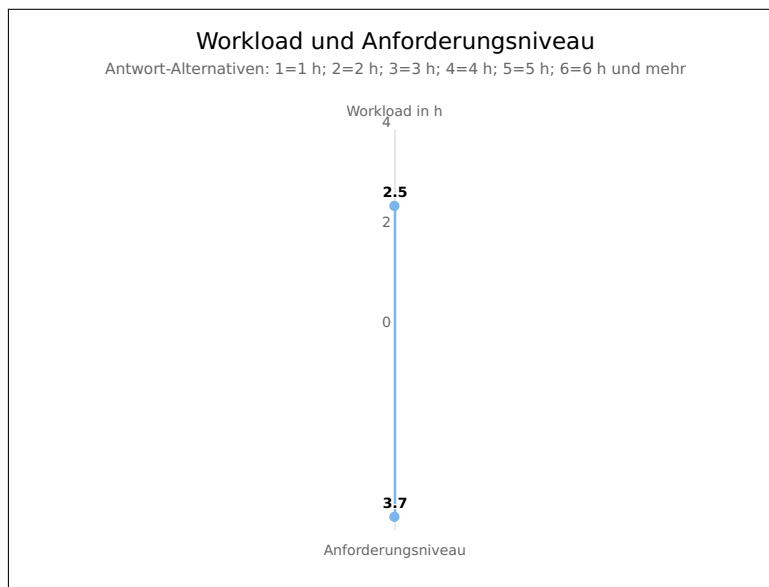 Workload und Anforderungsniveau
Antwort-Alternativen: 1=1 h; 2=2 h; 3=3 h; 4=4 h; 5=5 h; 6=6 h und mehr
Workload in h
4
2.5
2
0
3.7
Anforderungsniveau